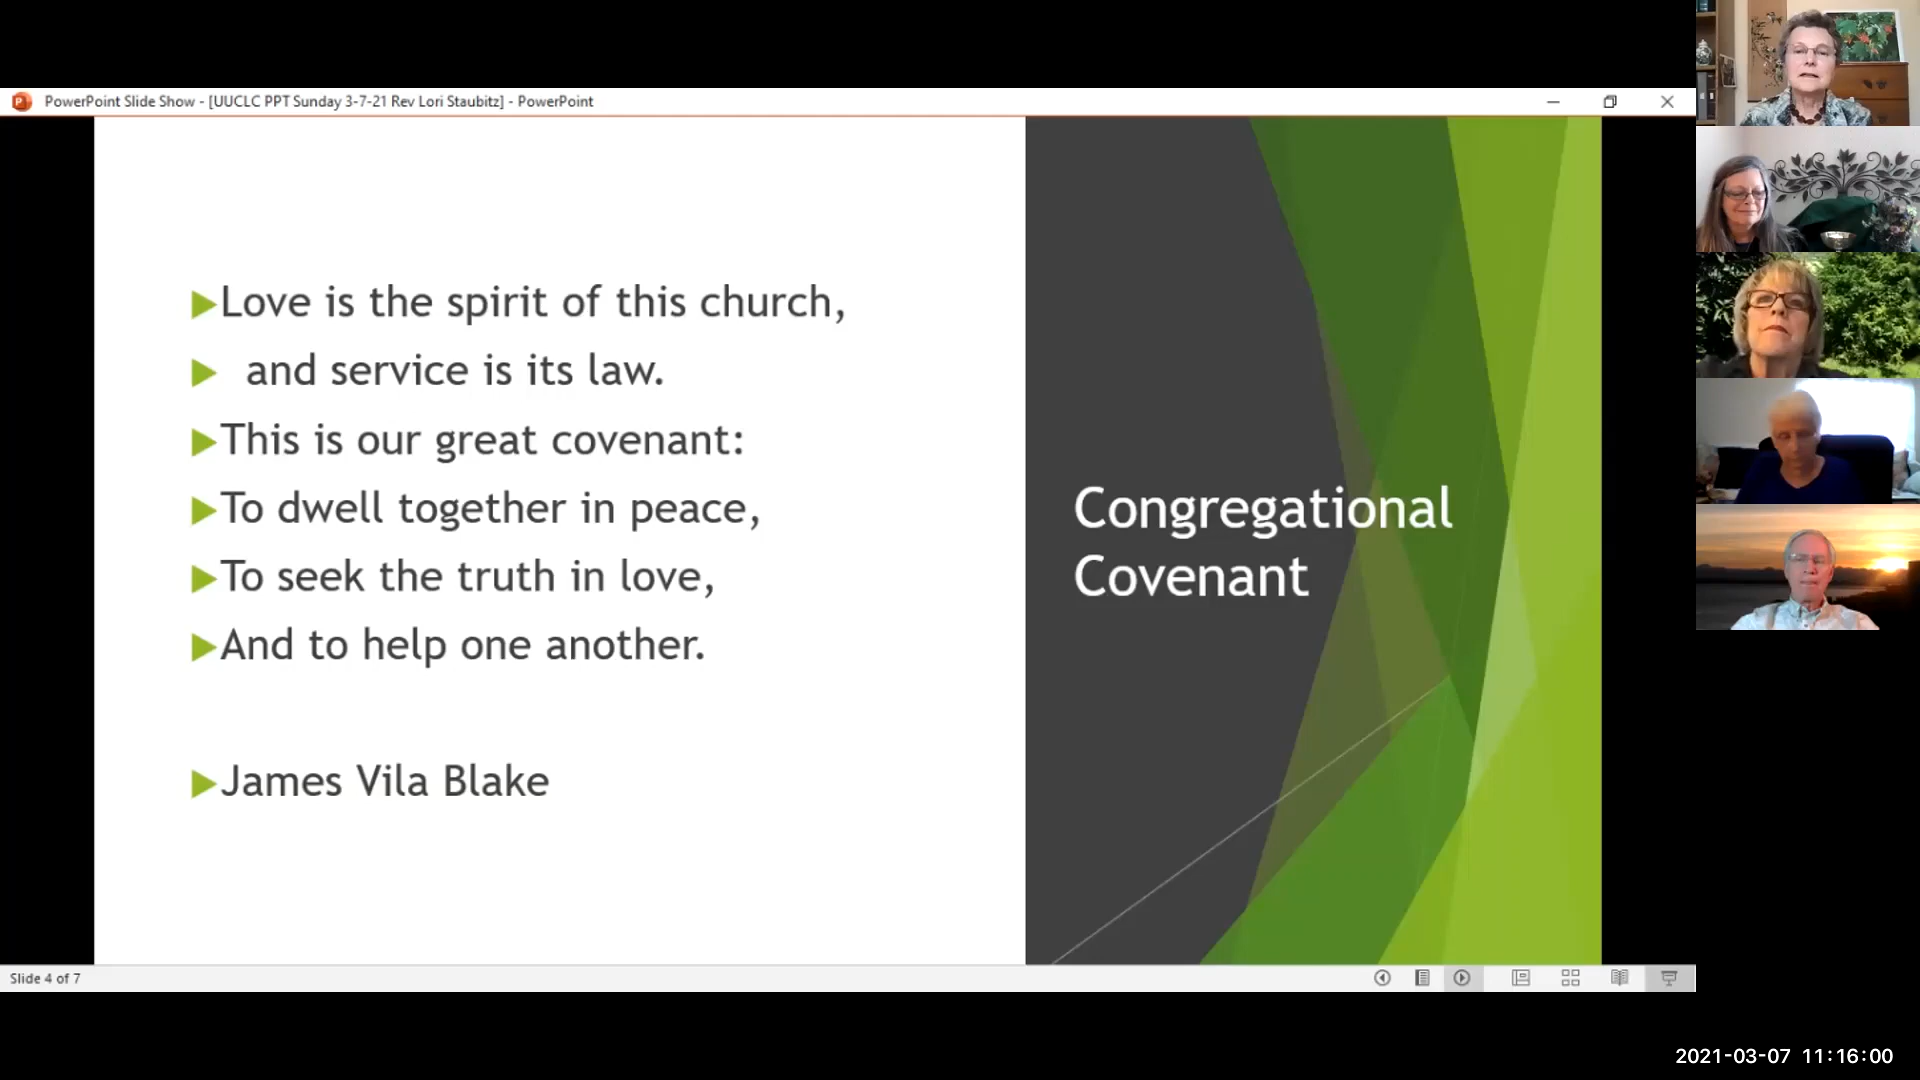 PowerPoint Slide Show - [UUCLC PPT Sunday 3-7-21 Rev Lori Staubitz] - PowerPoint
Love is the spirit of this church,
and service is its law.
This is our great covenant:
To dwell together in peace,
To seek the truth in love,
And to help one another.
James Vila Blake
Congregational
Covenant
Slide 4 of 7
2021-03-07 11:16:00